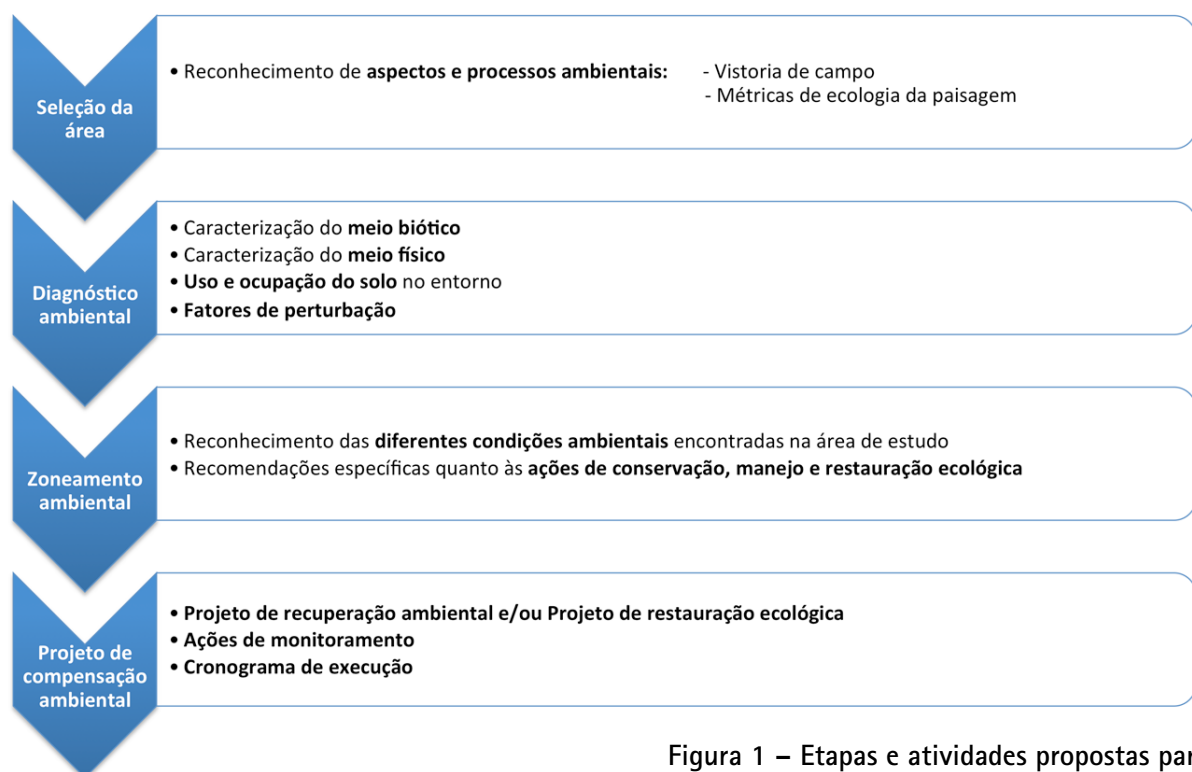 Seleção da
área
• Reconhecimento de aspectos e processos ambientais: - Vistoria de campo
- Métricas de ecologia da paisagem
Diagnóstico
ambiental
• Caracterização do meio biótico
• Caracterização do meio físico
• Uso e ocupação do solo no entorno
• Fatores de perturbação
Zoneamento
ambiental
• Reconhecimento das diferentes condições ambientais encontradas na área de estudo
• Recomendações específicas quanto às ações de conservação, manejo e restauração ecológica
Projeto de
compensação
ambiental
• Projeto de recuperação ambiental e/ou Projeto de restauração ecológica
• Ações de monitoramento
• Cronograma de execução
Figura 1 – Etapas e atividades propostas par